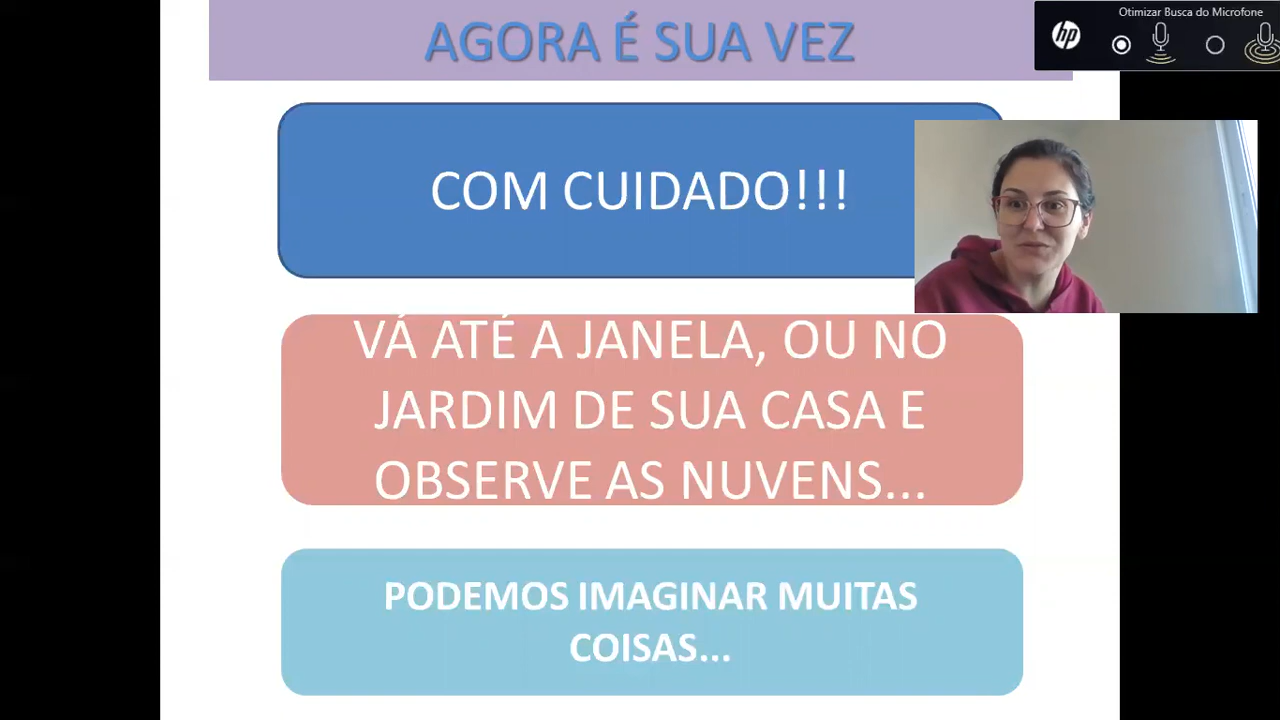 AGORA É SUA VEZ
Otimizar Busca do Microfone
hp
COM CUIDADO!!!
VÁ ATÉ A JANELA, OU NO
JARDIM DE SUA CASA E
OBSERVE AS NUVENS...
PODEMOS IMAGINAR MUITAS
COISAS...